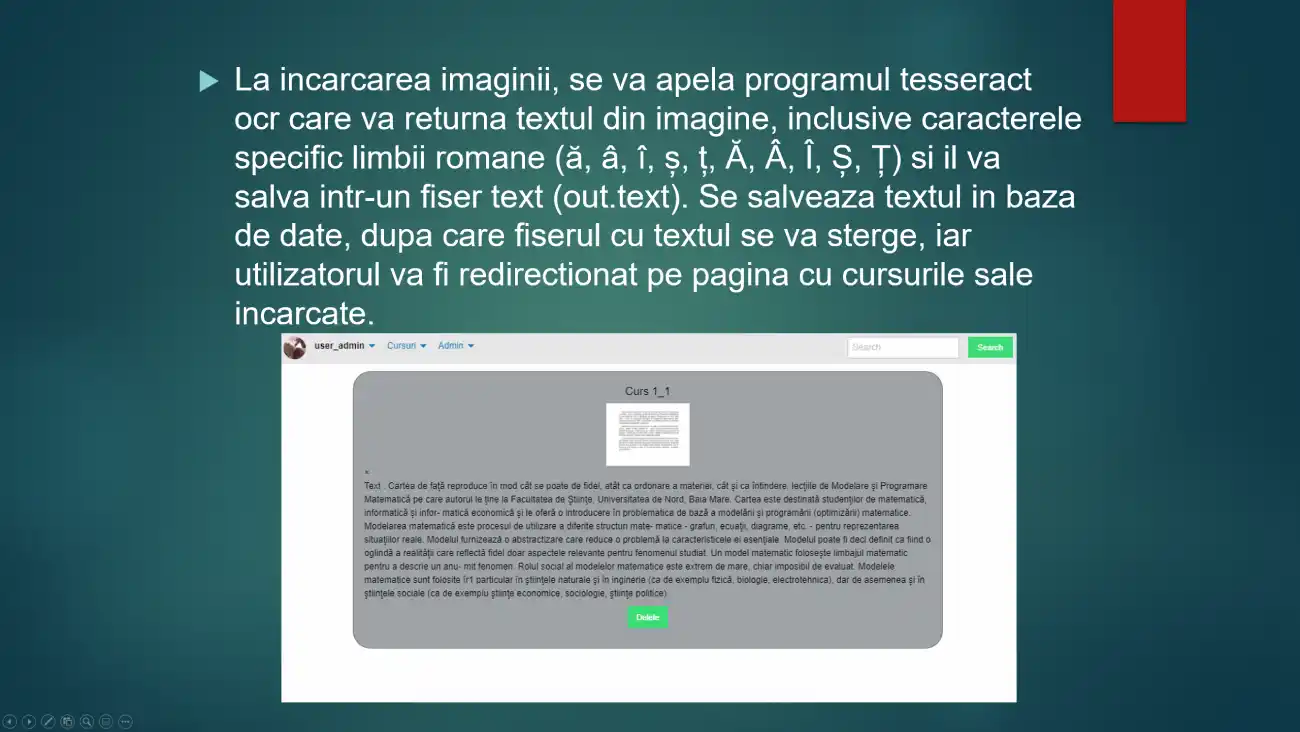 La incarcarea imaginii, se va apela programul tesseract
ocr care va returna textul din imagine, inclusive caracterele
specific limbii romane (ă, â, î, ș, ț, Ă, Â, Î, Ș, Ț) si il va
salva intr-un fiser text (out.text). Se salveaza textul in baza
de date, dupa care fiserul cu textul se va sterge, iar
utilizatorul va fi redirectionat pe pagina cu cursurile sale
incarcate.
user_admin Cursuri Admin Search Search
Curs 1_1
Text . Cartea de faţă reproduce în mod cât se poate de fidel, atât ca ordonare a materiei, cât şi ca întindere, lecţiile de Modelare şi Programare
Matematică pe care autorul le ţine la Facultatea de Ştiinţe, Universitatea de Nord, Baia Mare. Cartea este destinată studenţilor de matematică,
informatică şi infor- matică economică şi le oferă o introducere în problematica de bază a modelării şi programării (optimizării) matematice.
Modelarea matematică este procesul de utilizare a diferite structuri mate- matice - grafuri, ecuaţii, diagrame, etc. - pentru reprezentarea
situaţiilor reale. Modelul furnizează o abstractizare care reduce o problemă la caracteristicele ei esenţiale. Modelul poate fi deci definit ca fiind o
oglindă a realităţii care reflectă fidel doar aspectele relevante pentru fenomenul studiat. Un model matematic foloseşte limbajul matematic
pentru a descrie un anu- mit fenomen. Rolul social al modelelor matematice este extrem de mare, chiar imposibil de evaluat. Modelele
matematice sunt folosite îr1 particular în ştiinţele naturale şi în inginerie (ca de exemplu fizică, biologie, electrotehnica), dar de asemenea şi în
ştiinţele sociale (ca de exemplu ştiinţe economice, sociologie, ştiinţe politice)
Delele